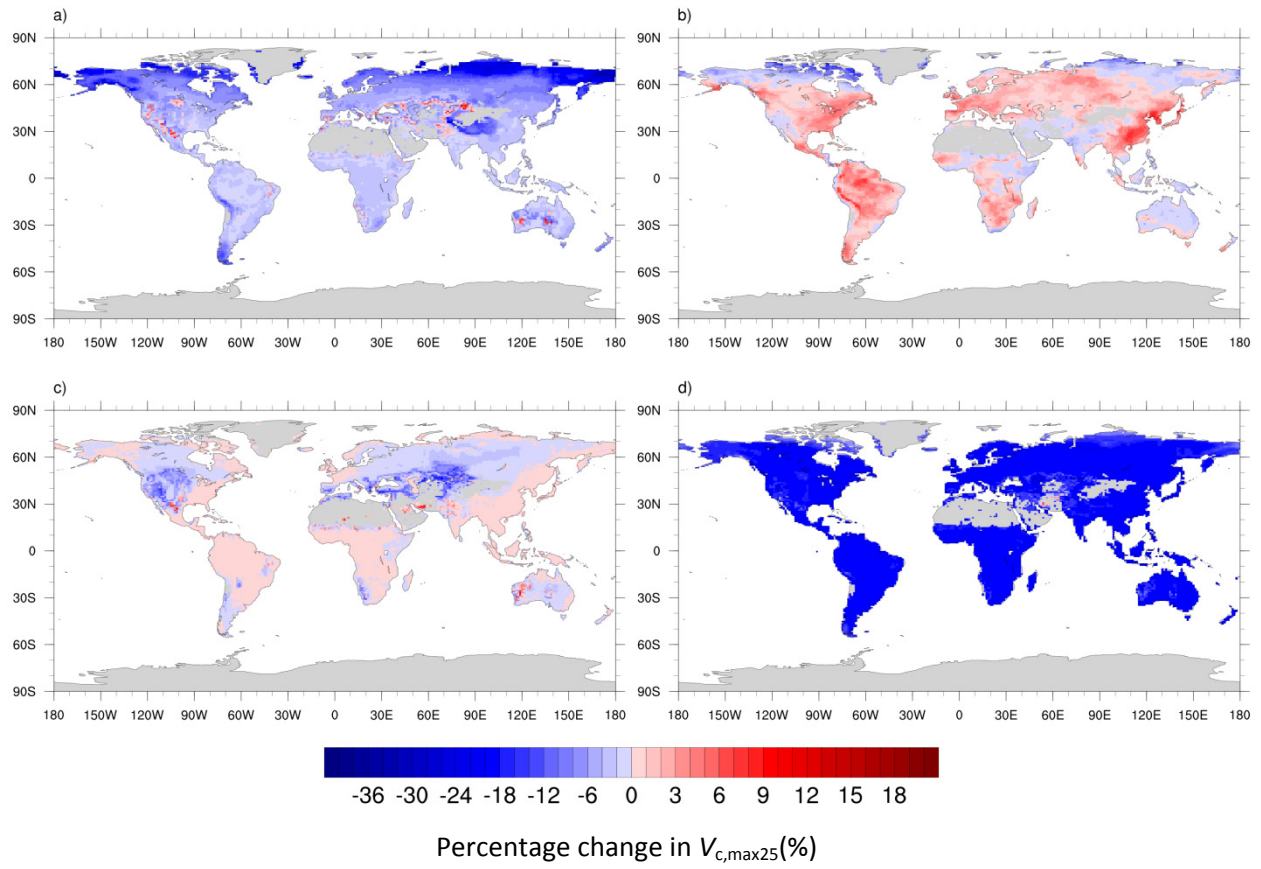 a) b)
90N 90N
60N 60N
30N 30N
0 0
30S 30S
60S 60S
90S 90S
180 150W 120W 90W 60W 30W 0 30E 60E 90E 120E 150E 180 180 150W 120W 90W 60W 30W 0 30E 60E 90E 120E 150E 180
c) d)
90N 90N
60N 60N
30N 30N
0 0
30S 30S
60S 60S
90S 90S
180 150W 120W 90W 60W 30W 0 30E 60E 90E 120E 150E 180 180 150W 120W 90W 60W 30W 0 30E 60E 90E 120E 150E 180
-36 -30 -24 -18 -12 -6 0 3 6 9 12 15 18
Percentage change in Vc,max25(%)